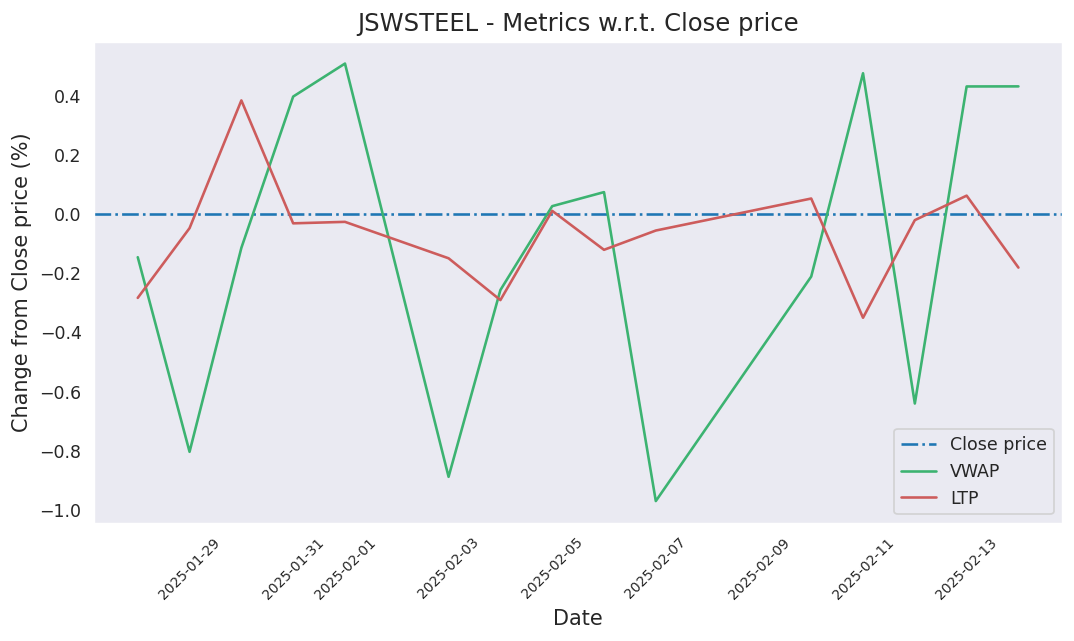 JSWSTEEL - Metrics w.r.t. Close price
Change from Close price (%)
0.4
0.2
0.0
−0.2
−0.4
−0.6
−0.8
−1.0
Close price
VWAP
LTP
2025-01-29
2025-01-31
2025-02-01
2025-02-03
2025-02-05
2025-02-07
2025-02-09
2025-02-11
2025-02-13
Date